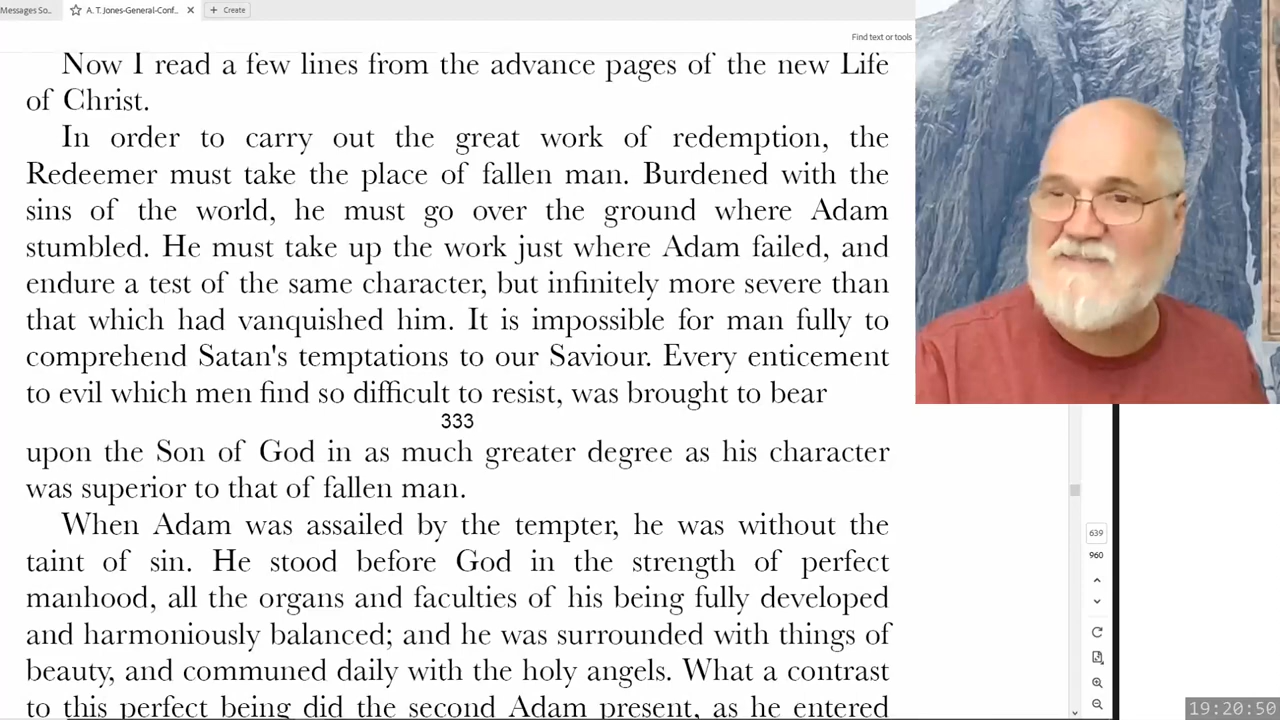 Messages So...
A. T. Jones-General-Conf...
Create
Find text or tools
Now I read a few lines from the advance pages of the new Life
of Christ.
In order to carry out the great work of redemption, the
Redeemer must take the place of fallen man. Burdened with the
sins of the world, he must go over the ground where Adam
stumbled. He must take up the work just where Adam failed, and
endure a test of the same character, but infinitely more severe than
that which had vanquished him. It is impossible for man fully to
comprehend Satan's temptations to our Saviour. Every enticement
to evil which men find so difficult to resist, was brought to bear
333
upon the Son of God in as much greater degree as his character
was superior to that of fallen man.
When Adam was assailed by the tempter, he was without the
taint of sin. He stood before God in the strength of perfect
manhood, all the organs and faculties of his being fully developed
and harmoniously balanced; and he was surrounded with things of
beauty, and communed daily with the holy angels. What a contrast
to this perfect being did the second Adam present, as he entered
639
960
19:20:50